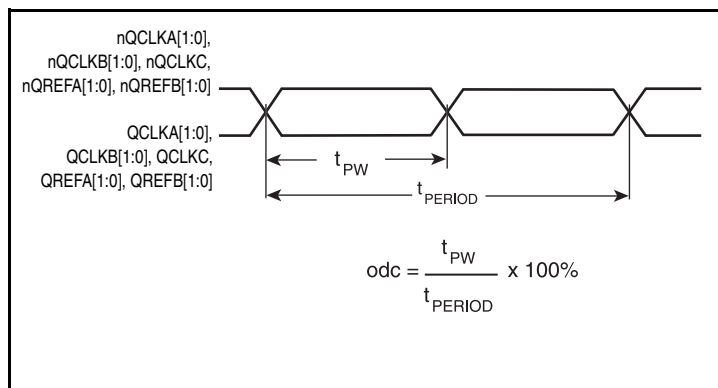 nQCLKA[1:0],
nQCLKB[1:0], nQCLKC,
nQREFA[1:0], nQREFB[1:0]
QCLKA[1:0],
QCLKB[1:0], QCLKC,
QREFA[1:0], QREFB[1:0]
tPW
tPERIOD
odc = tPW / tPERIOD x 100%